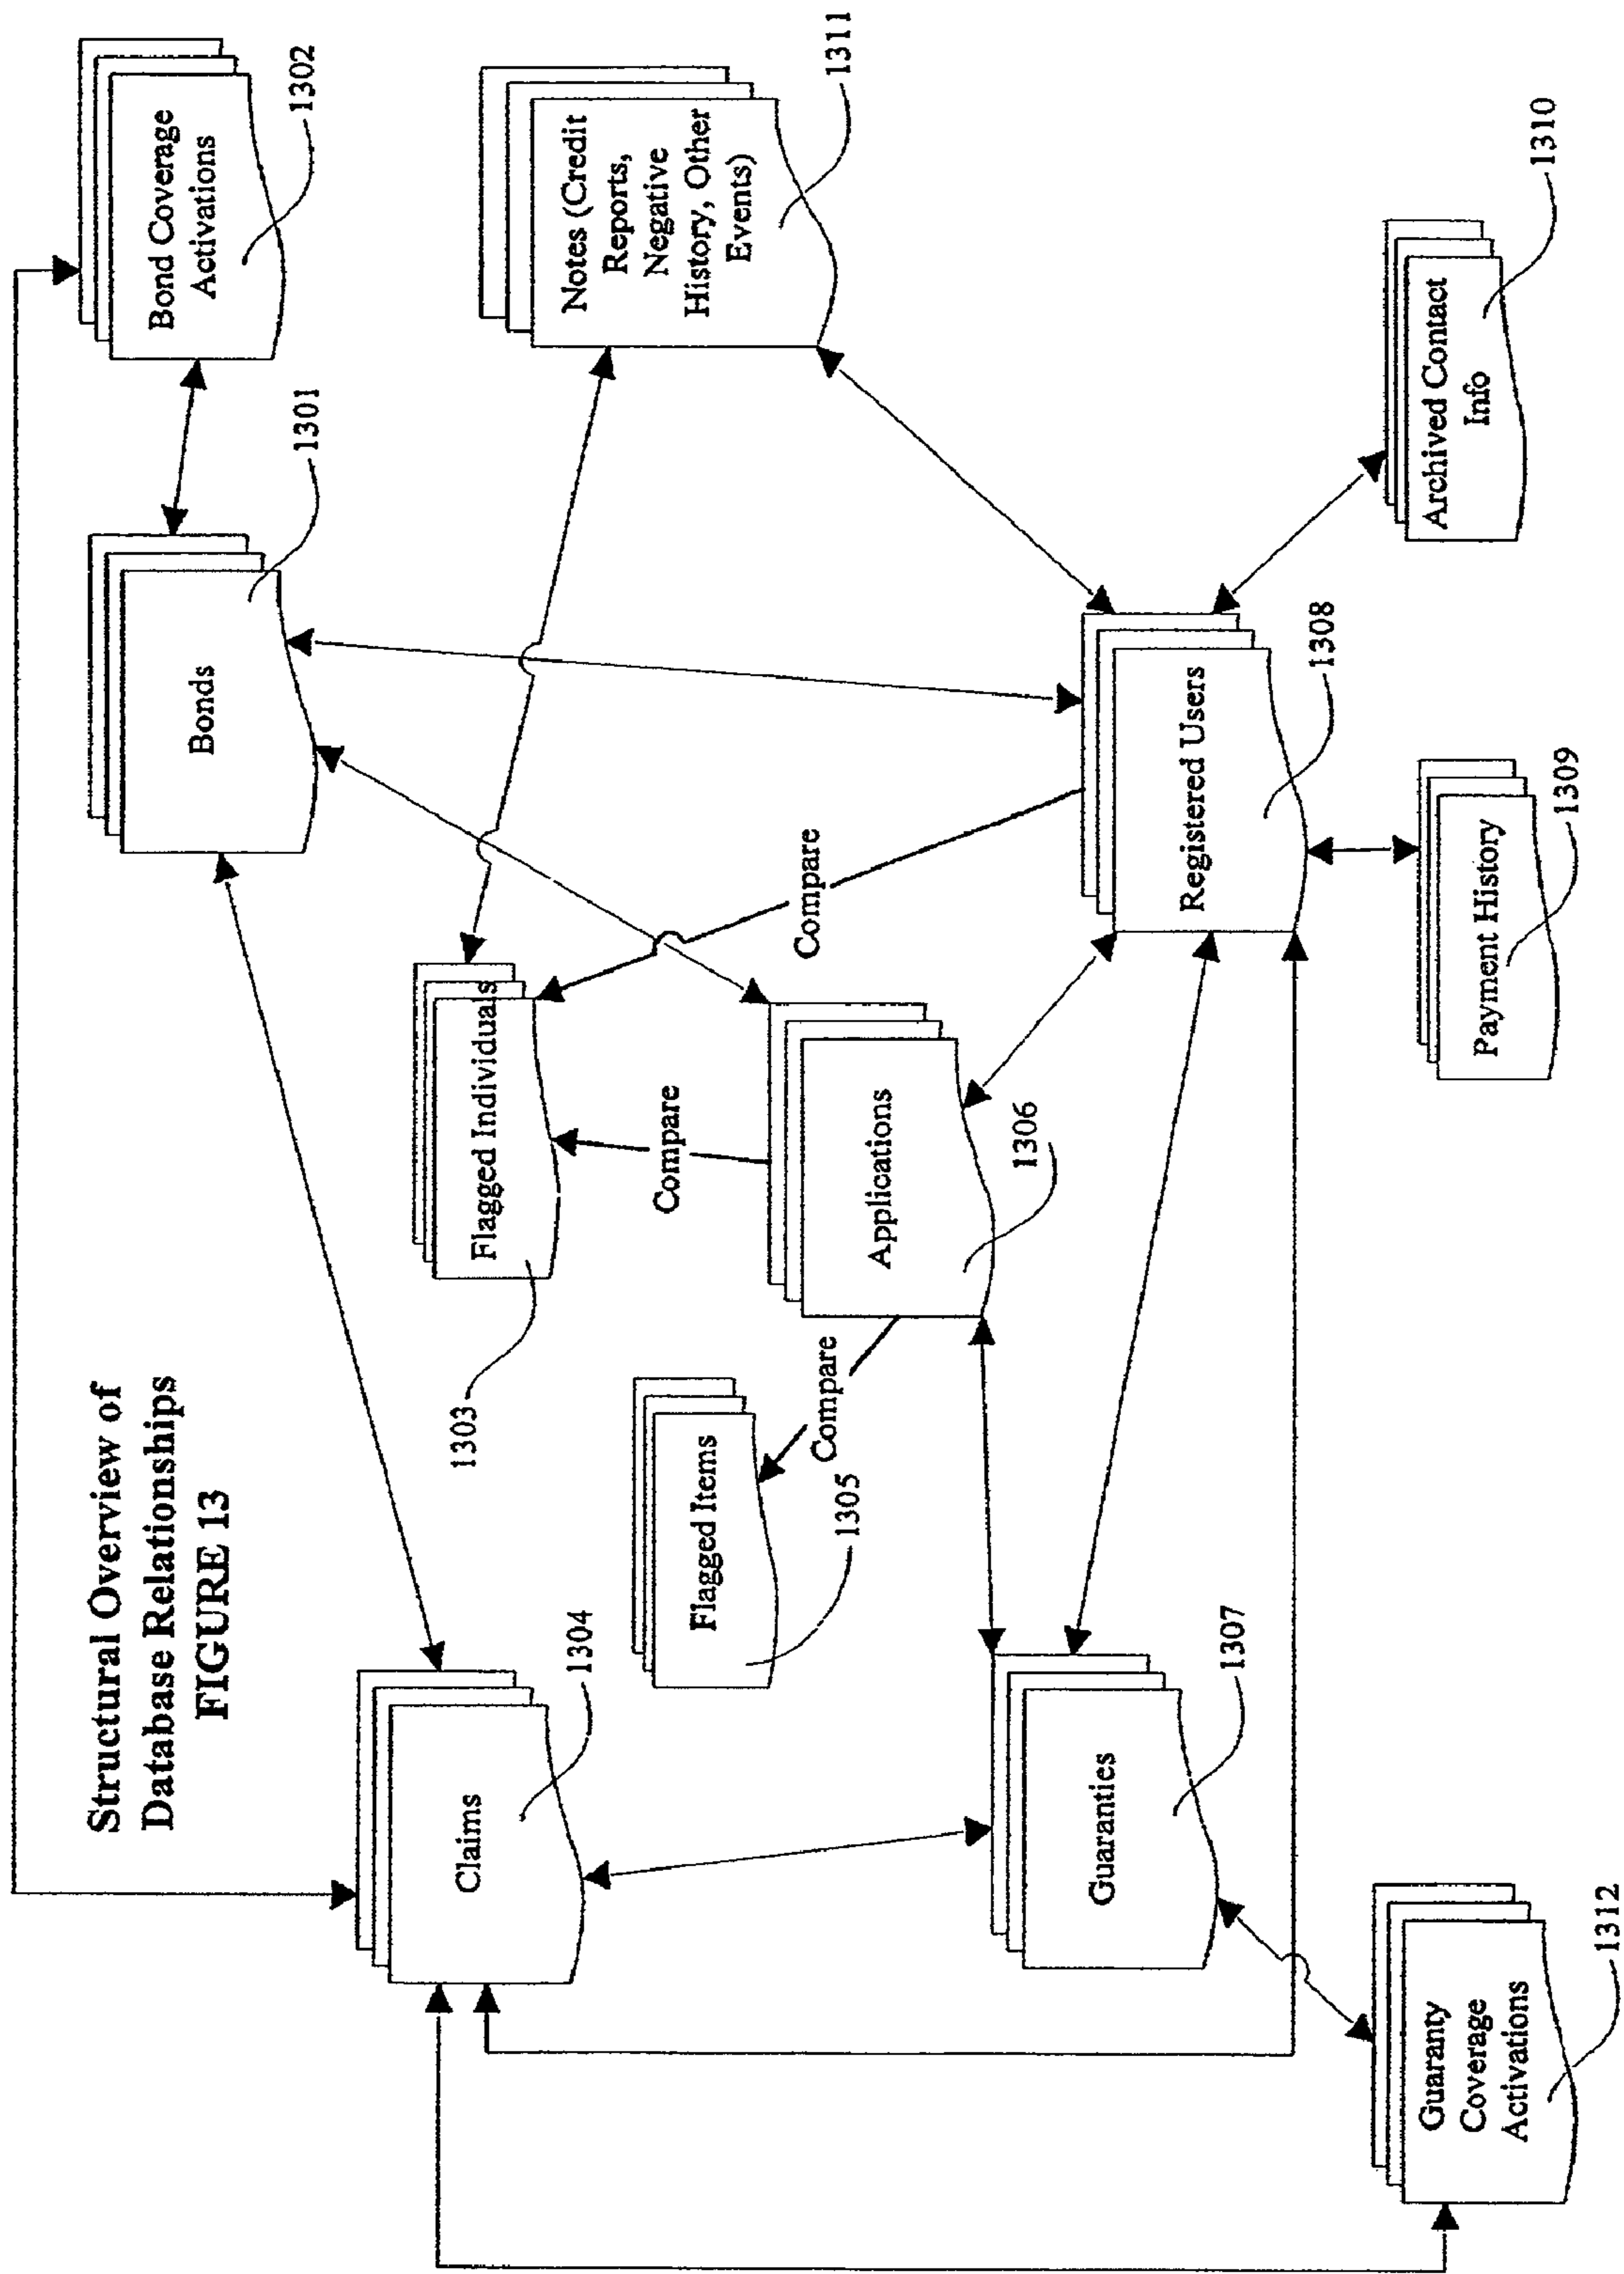 Structural Overview of
Database Relationships
FIGURE 13
Bond Coverage
Activations
1302
Bonds
1301
Claims
1304
Flagged Individuals
1303
Notes (Credit
Reports,
Negative
History, Other
Events)
1311
Flagged Items
1305
Compare
Compare
Compare
Applications
1306
Guaranties
1307
Registered Users
1308
Guaranty
Coverage
Activations
1312
Payment History
1309
Archived Contact
Info
1310